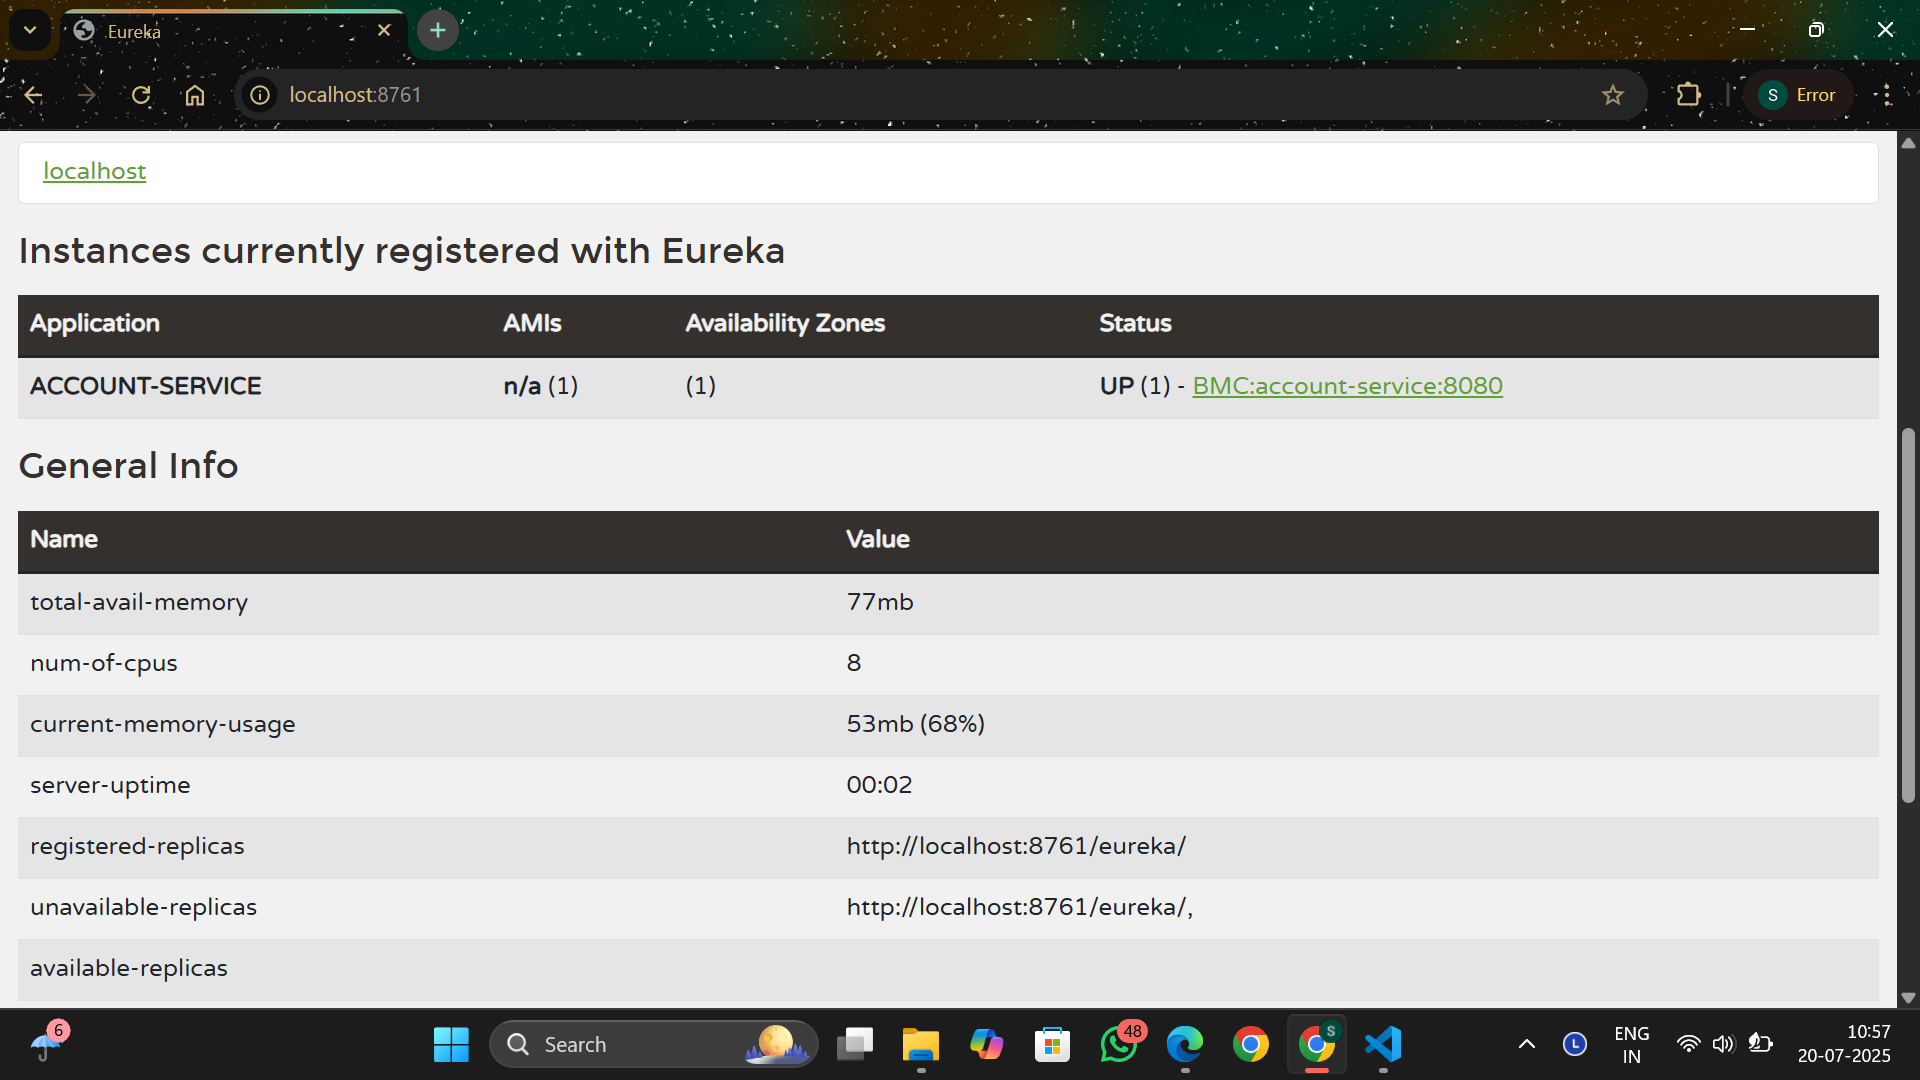 Eureka
localhost:8761
S Error
localhost
Instances currently registered with Eureka
Application AMIs Availability Zones Status
ACCOUNT-SERVICE n/a (1) (1) UP (1) - BMC:account-service:8080
General Info
Name Value
total-avail-memory 77mb
num-of-cpus 8
current-memory-usage 53mb (68%)
server-uptime 00:02
registered-replicas http://localhost:8761/eureka/
unavailable-replicas http://localhost:8761/eureka/,
available-replicas
6
Search
48
S
L
ENG
IN
10:57
20-07-2025